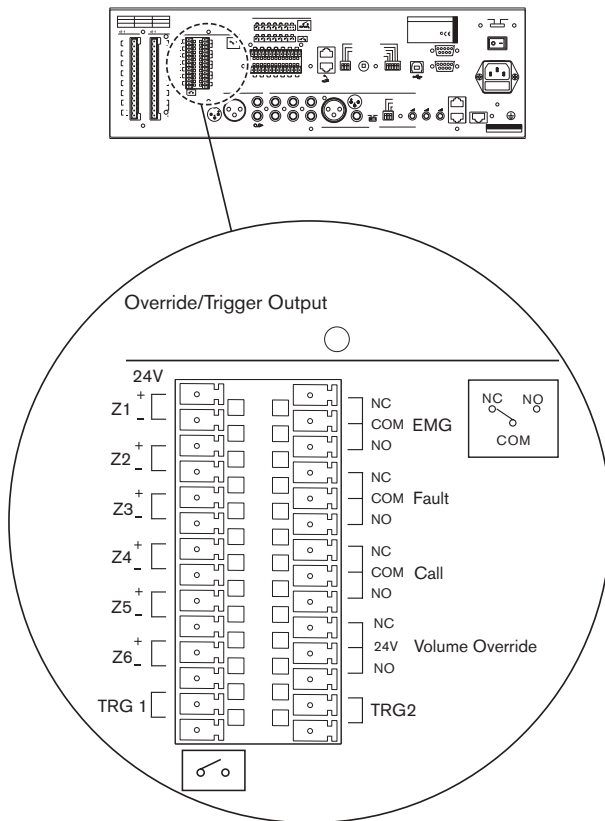 Override/Trigger Output
24V
Z1 + -
Z2 + -
Z3 + -
Z4 + -
Z5 + -
Z6 + -
TRG 1
NC
COM EMG
NO
NC
COM Fault
NO
NC
COM Call
NO
NC
24V Volume Override
NO
TRG2
NC NO
COM